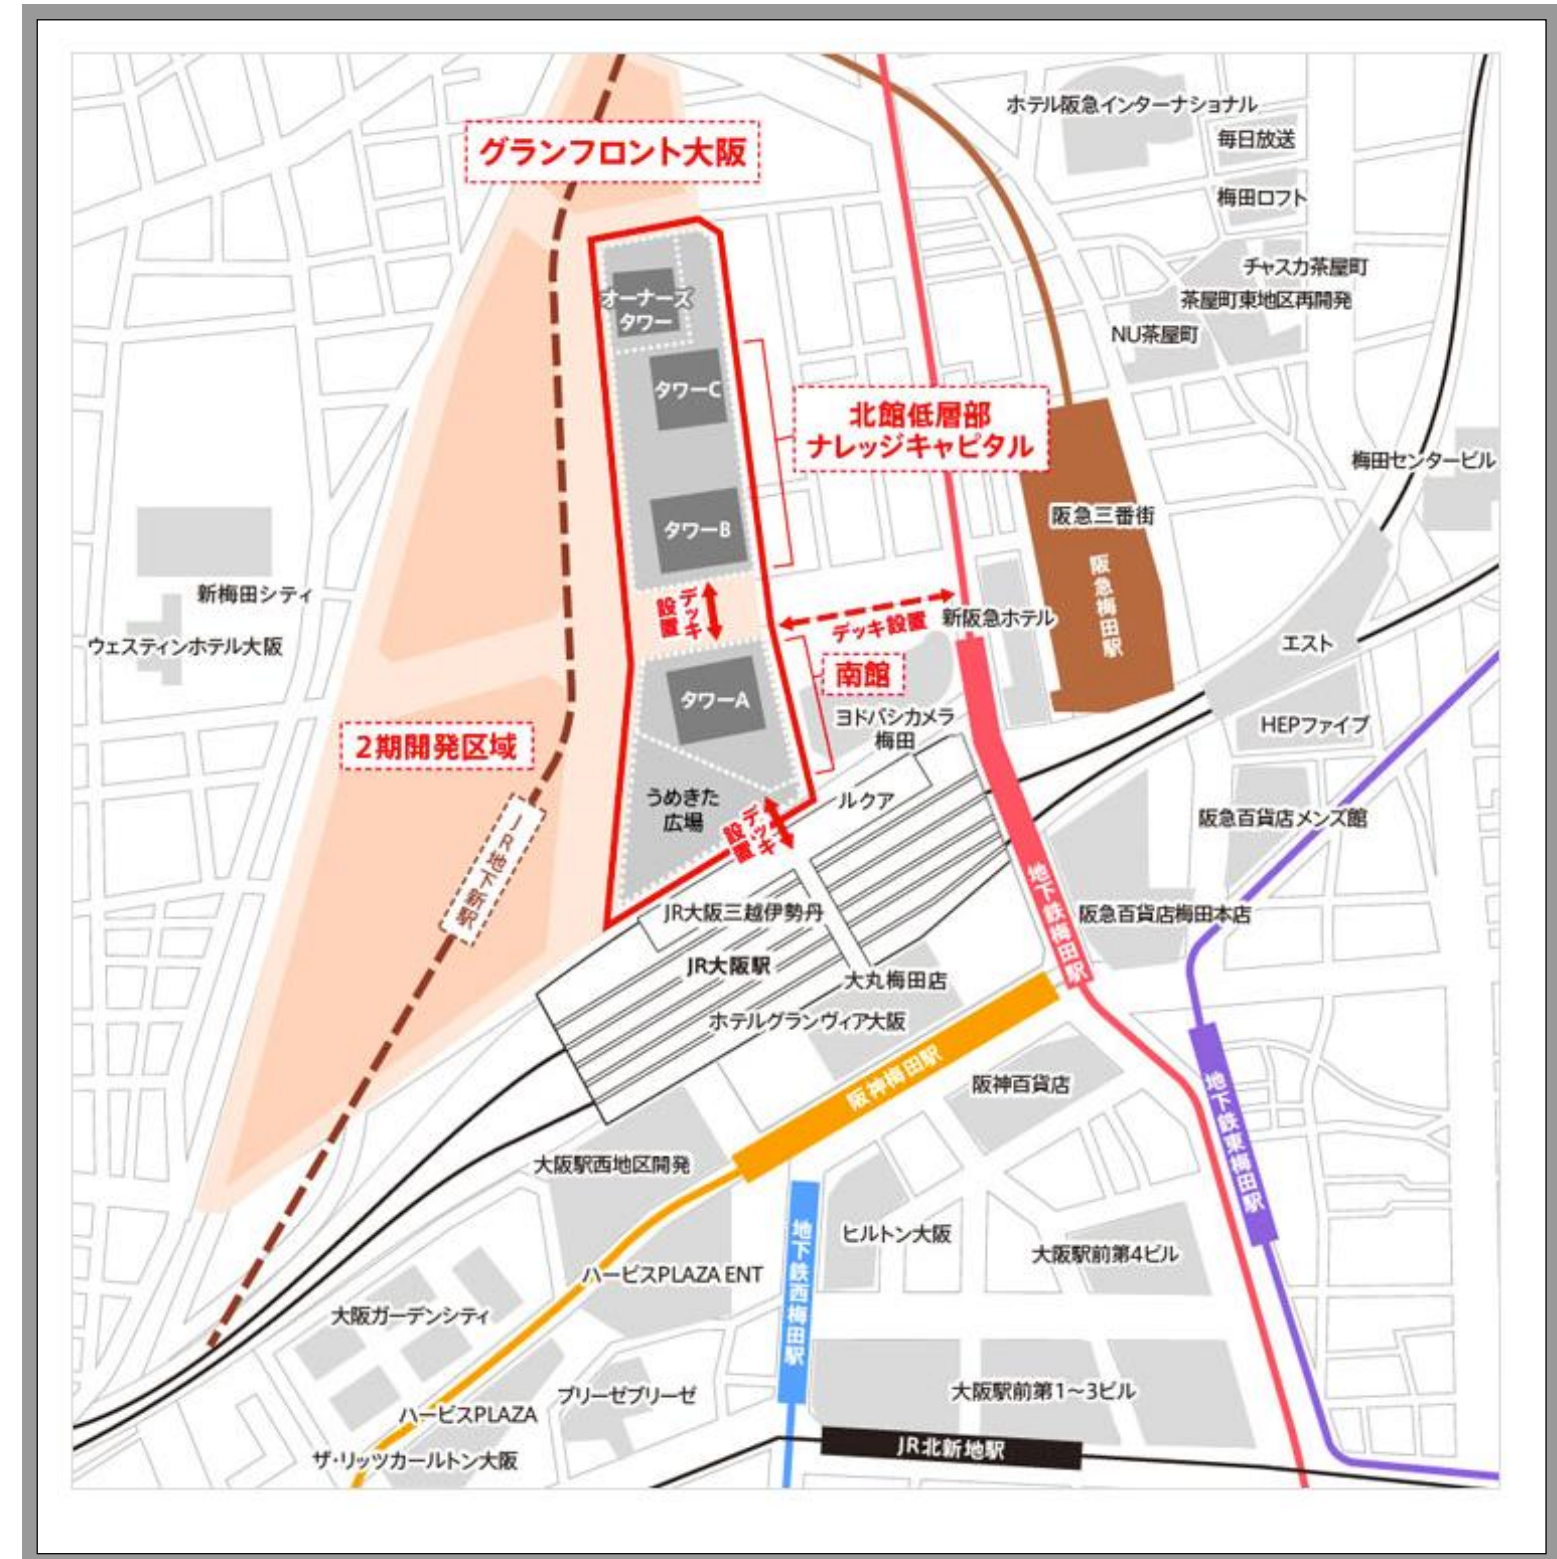 ホテル阪急インターナショナル
毎日放送
グランフロント大阪
梅田ロフト
チャスカ茶屋町
茶屋町東地区再開発
NU茶屋町
オーナーズ
タワー
タワーC
北館低層部
ナレッジキャピタル
梅田センタービル
阪急三番街
タワーB
阪急梅田駅
新梅田シティ
デッキ
設置
デッキ設置
新阪急ホテル
ウェスティンホテル大阪
エスト
南館
タワーA
ヨドバシカメラ
梅田
HEPファイブ
2期開発区域
うめきた
広場
ルクア
デッキ
設置
阪急百貨店メンズ館
JR地下新駅
地下鉄梅田駅
JR大阪三越伊勢丹
阪急百貨店梅田本店
JR大阪駅
大丸梅田店
ホテルグランヴィア大阪
阪神梅田駅
阪神百貨店
地下鉄東梅田駅
大阪駅西地区開発
ヒルトン大阪
大阪駅前第4ビル
地下鉄西梅田駅
ハービスPLAZA ENT
大阪ガーデンシティ
ブリーゼブリーゼ
大阪駅前第1〜3ビル
ハービスPLAZA
JR北新地駅
ザ・リッツカールトン大阪